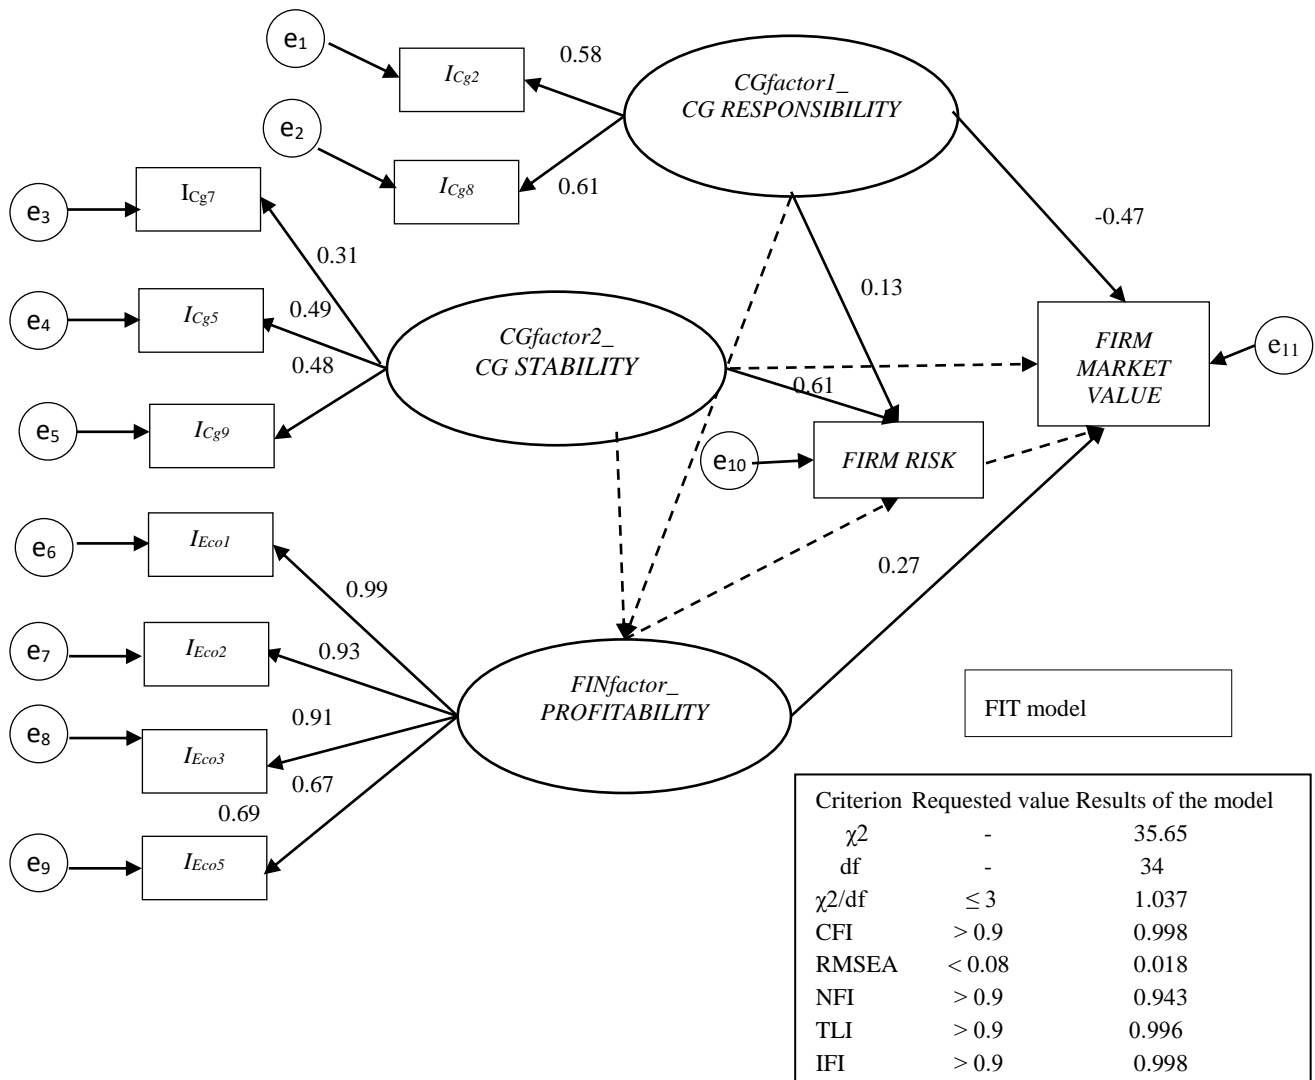 e1
ICg2
0.58
CGfactor1_
CG RESPONSIBILITY
e2
ICg8
0.61
e3
ICg7
0.31
-0.47
0.13
e4
ICg5
0.49
CGfactor2_
CG STABILITY
0.48
0.61
FIRM
MARKET
VALUE
e11
e5
ICg9
e10
FIRM RISK
e6
IEco1
0.99
0.27
e7
IEco2
0.93
FINfactor_
PROFITABILITY
e8
IEco3
0.91
0.67
0.69
e9
IEco5
FIT model
Criterion Requested value Results of the model
χ2 - 35.65
df - 34
χ2/df ≤ 3 1.037
CFI > 0.9 0.998
RMSEA < 0.08 0.018
NFI > 0.9 0.943
TLI > 0.9 0.996
IFI > 0.9 0.998